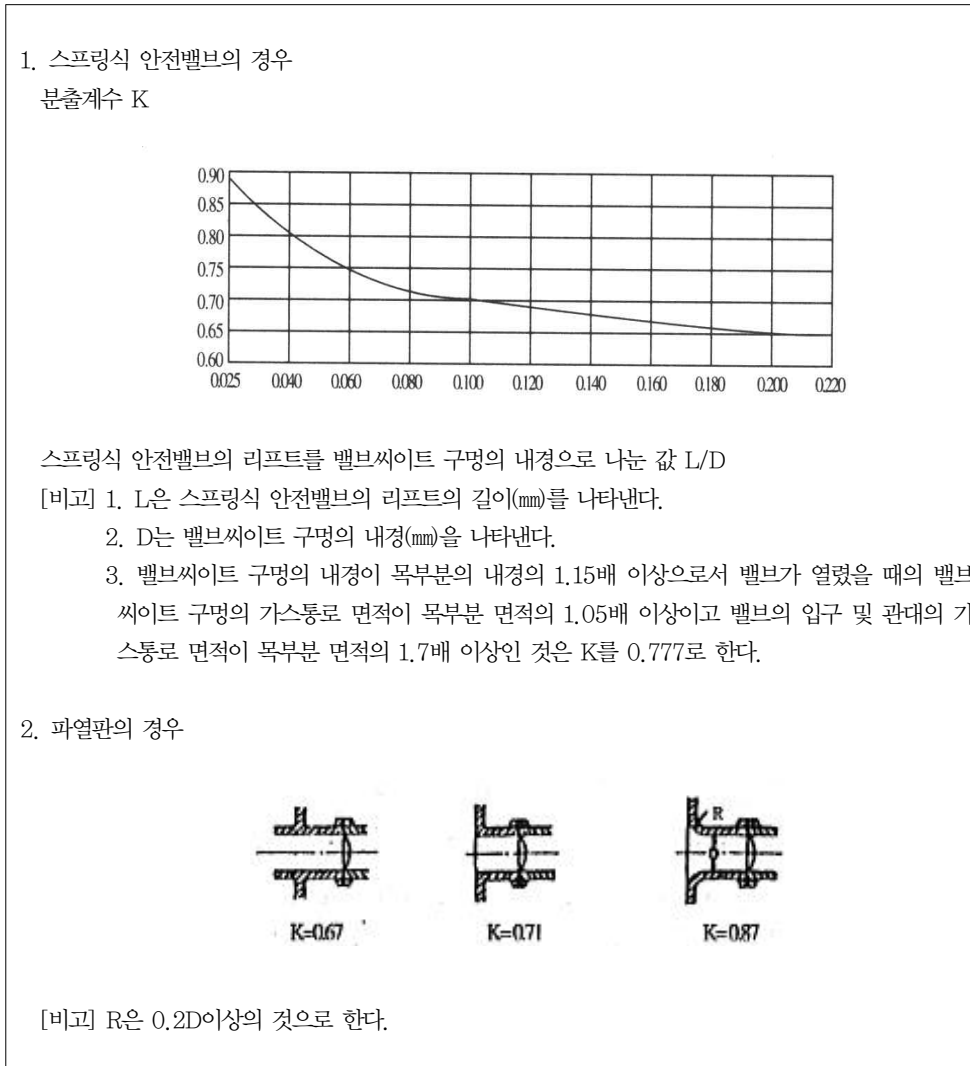 1. 스프링식 안전밸브의 경우
분출계수 K
0.90
0.85
0.80
0.75
0.70
0.65
0.60
0.025 0.040 0.060 0.080 0.100 0.120 0.140 0.160 0.180 0.200 0.220
스프링식 안전밸브의 리프트를 밸브씨이트 구멍의 내경으로 나눈 값 L/D
[비고] 1. L은 스프링식 안전밸브의 리프트의 길이(㎜)를 나타낸다.
2. D는 밸브씨이트 구멍의 내경(㎜)을 나타낸다.
3. 밸브씨이트 구멍의 내경이 목부분의 내경의 1.15배 이상으로서 밸브가 열렸을 때의 밸브
씨이트 구멍의 가스통로 면적이 목부분 면적의 1.05배 이상이고 밸브의 입구 및 관대의 가
스통로 면적이 목부분 면적의 1.7배 이상인 것은 K를 0.777로 한다.
2. 파열판의 경우
R
D
K=0.67 K=0.71 K=0.87
[비고] R은 0.2D이상의 것으로 한다.